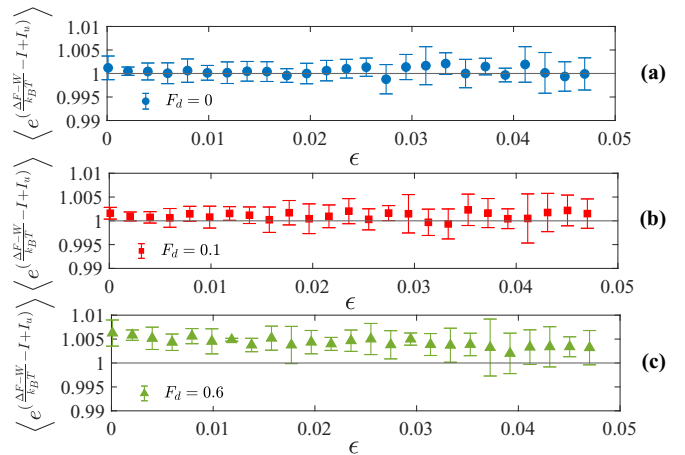 ⟨e^(ΔF−W/k_BT −I+I_u)⟩
1.01
1.005
1
0.995
0.99
F_d = 0
0 0.01 0.02 0.03 0.04 0.05
ϵ
(a)
⟨e^(ΔF−W/k_BT −I+I_u)⟩
1.01
1.005
1
0.995
0.99
F_d = 0.1
0 0.01 0.02 0.03 0.04 0.05
ϵ
(b)
⟨e^(ΔF−W/k_BT −I+I_u)⟩
1.01
1.005
1
0.995
0.99
F_d = 0.6
0 0.01 0.02 0.03 0.04 0.05
ϵ
(c)